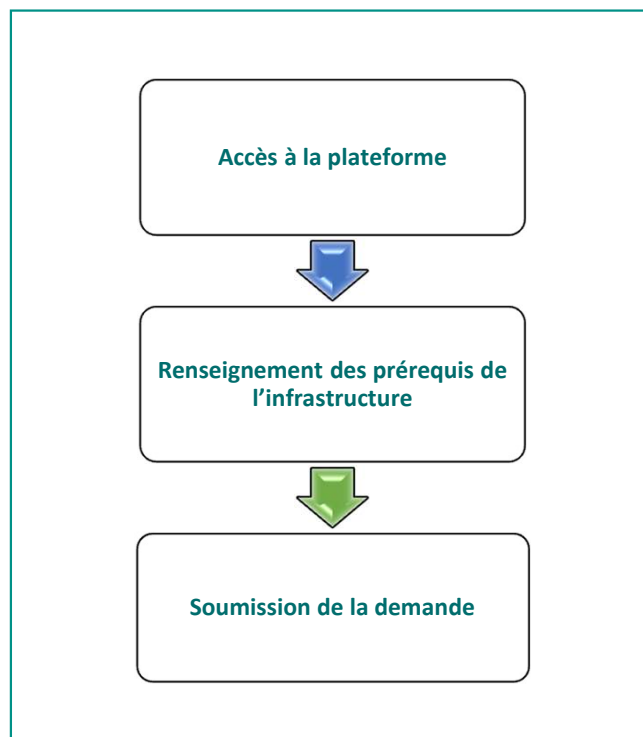 Accès à la plateforme
Renseignement des prérequis de
l’infrastructure
Soumission de la demande